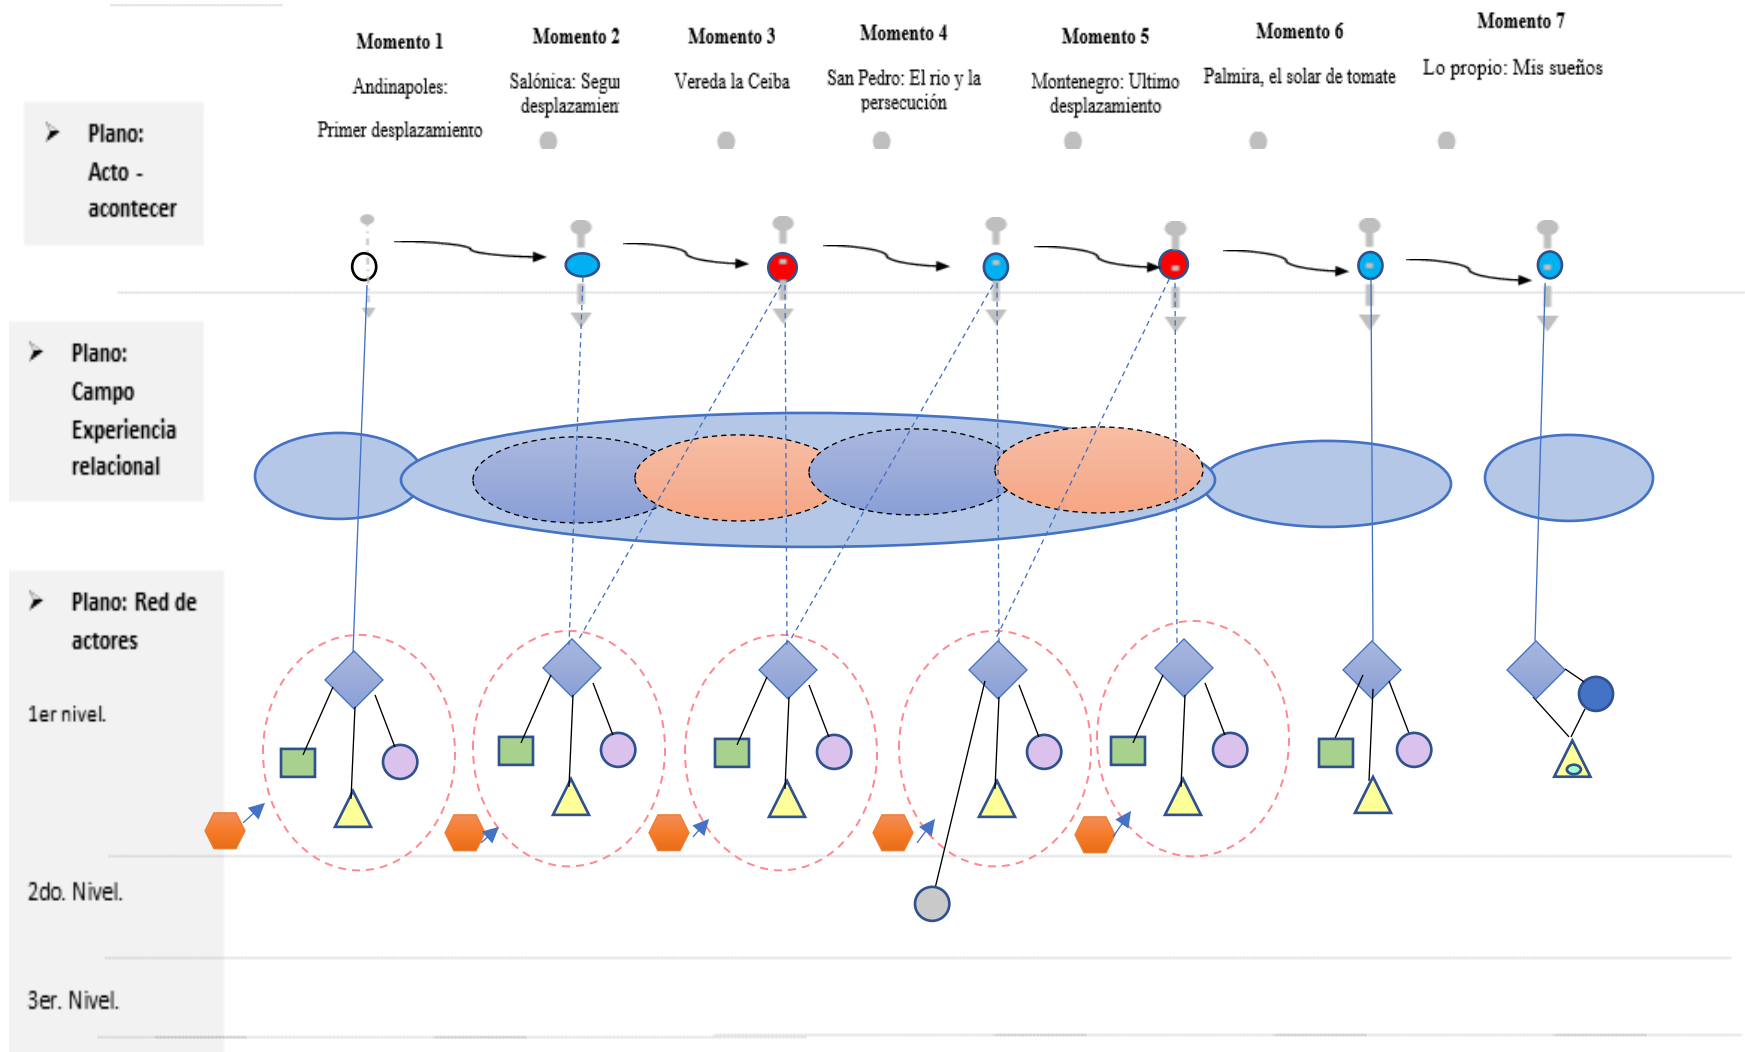 Momento 1
Andinapoles:
Primer desplazamiento
Momento 2
Salónica: Segu
desplazamien
Momento 3
Vereda la Ceiba
Momento 4
San Pedro: El rio y la
persecución
Momento 5
Montenegro: Ultimo
desplazamiento
Momento 6
Palmira, el solar de tomate
Momento 7
Lo propio: Mis sueños
Plano:
Acto -
acontecer
Plano:
Campo
Experiencia
relacional
Plano: Red de
actores
1er nivel.
2do. Nivel.
3er. Nivel.